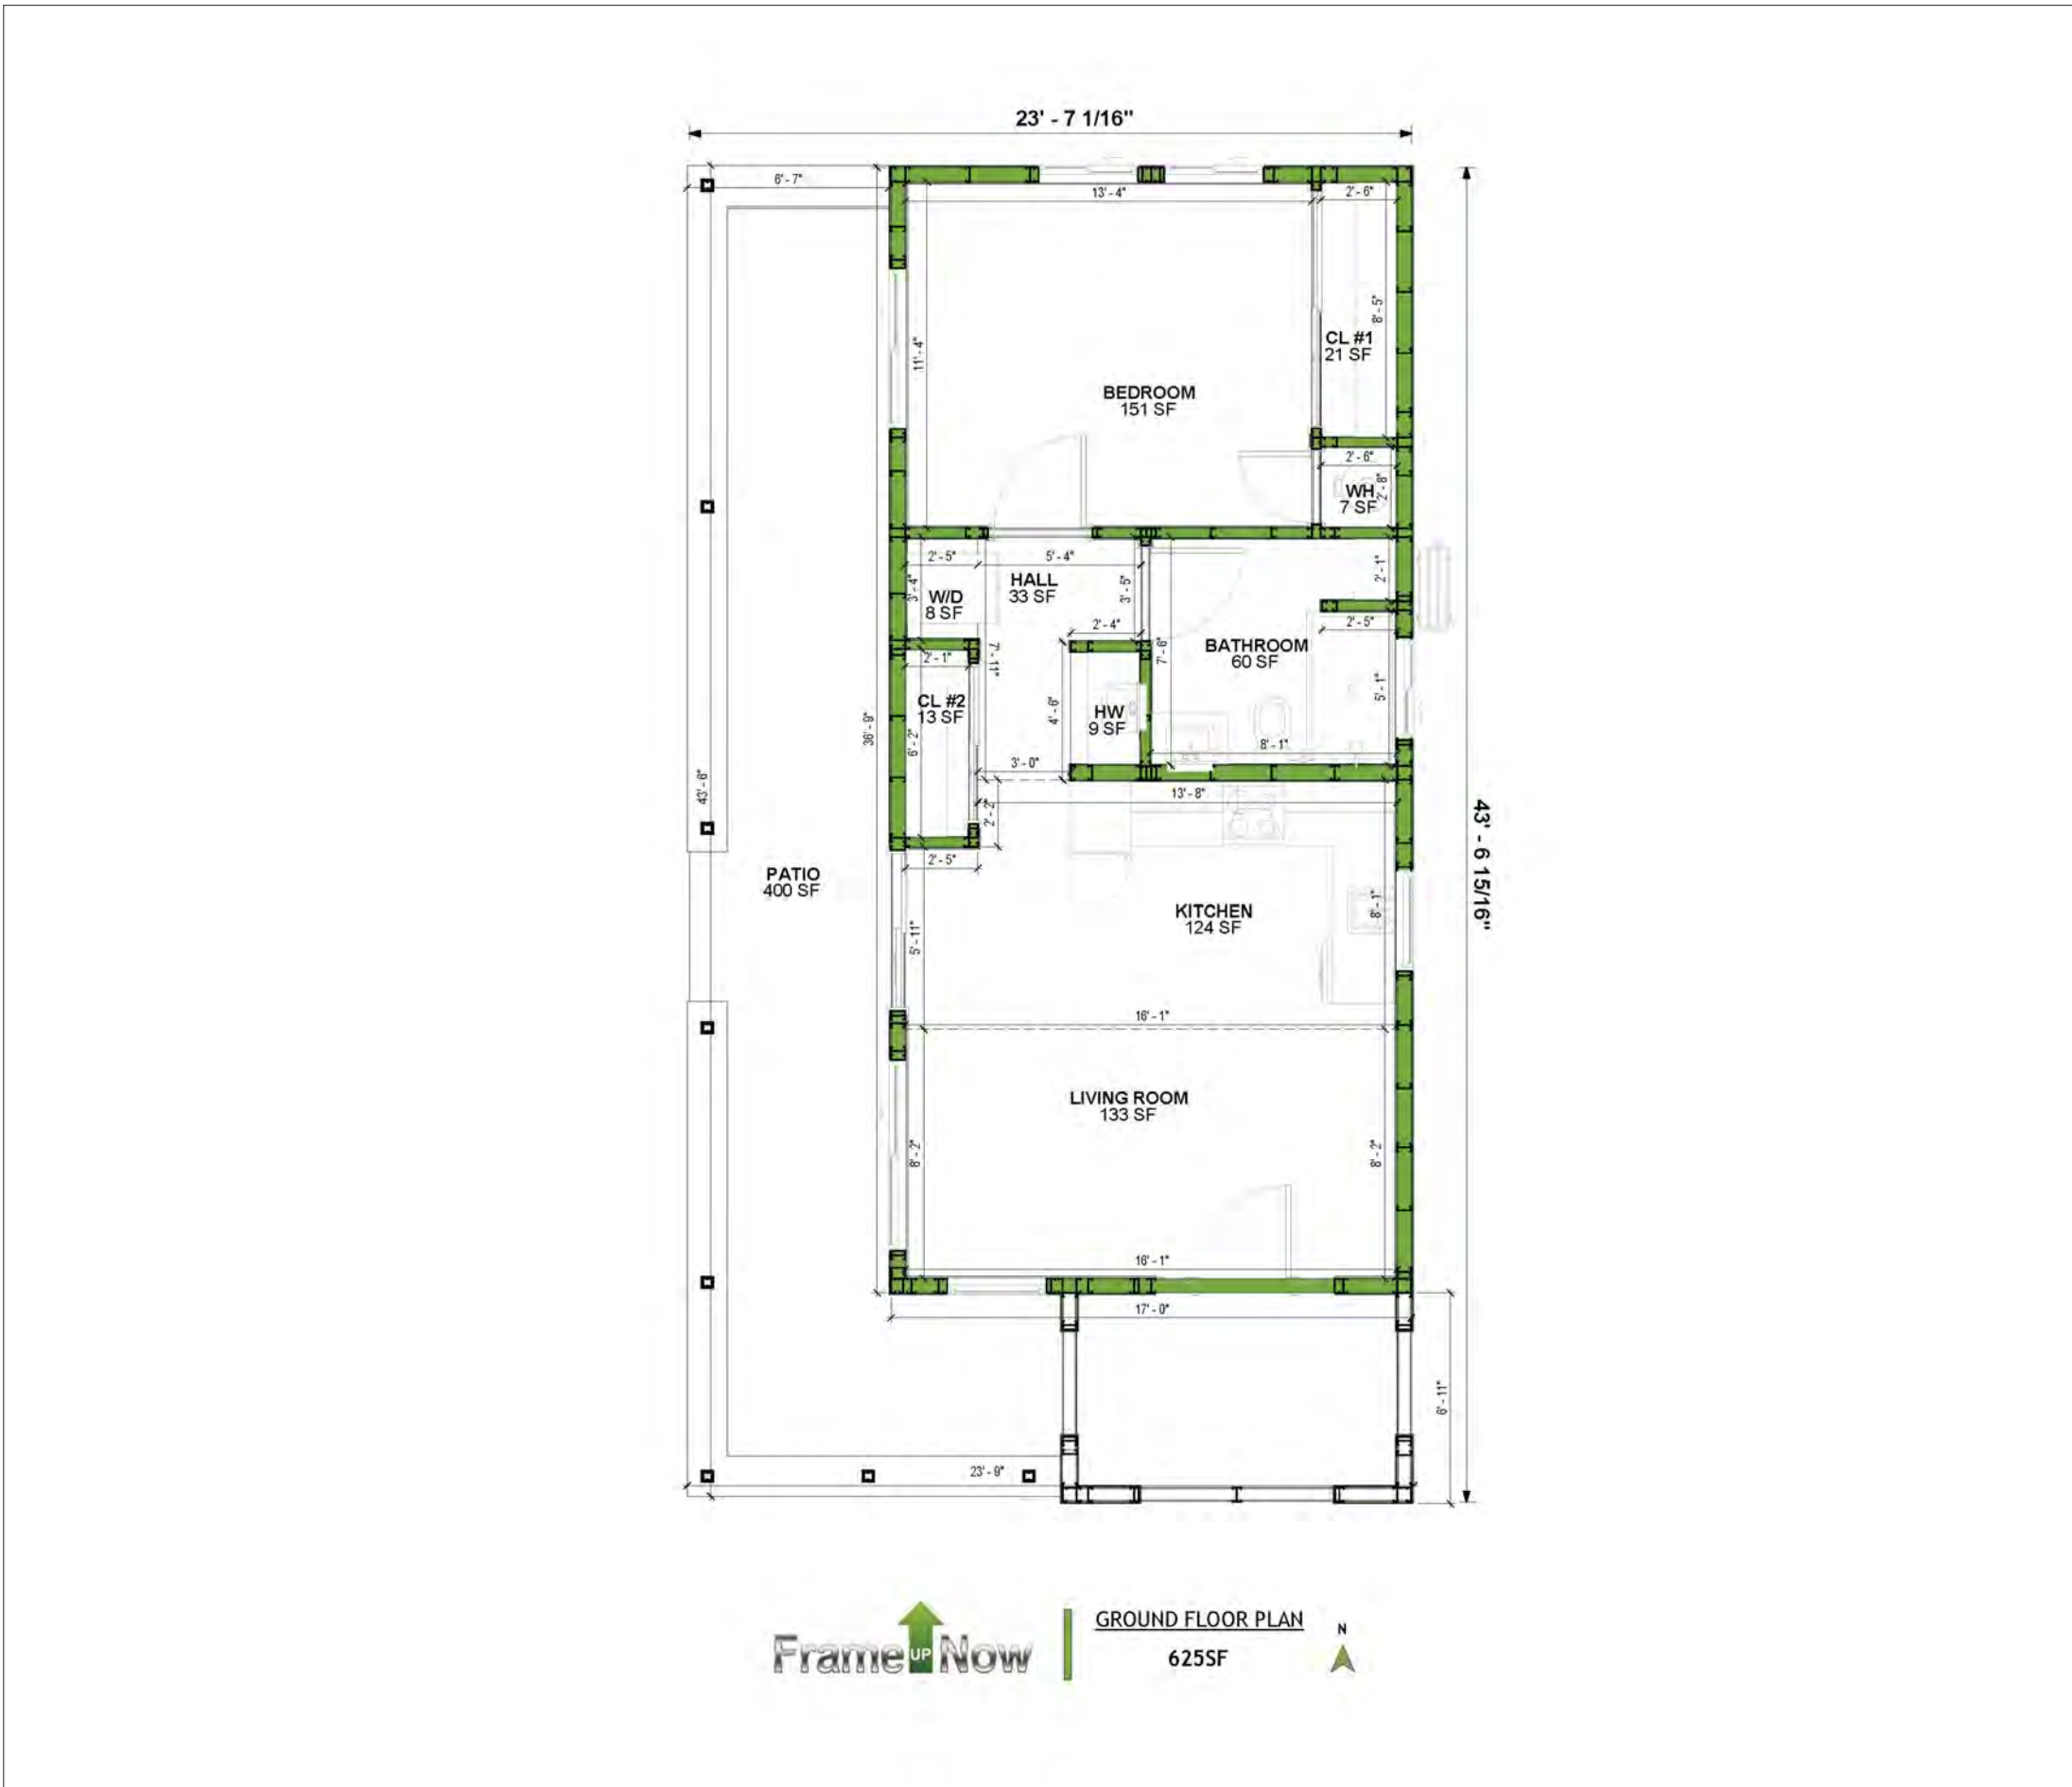 23' - 7 1/16"
6' - 7"
13' - 4"
2' - 6"
11' - 4"
8' - 5"
CL #1
21 SF
BEDROOM
151 SF
2' - 6"
WH
7 SF
2' - 8"
2' - 5"
5' - 4"
3' - 4"
W/D
8 SF
HALL
33 SF
3' - 5"
2' - 1"
2' - 4"
2' - 5"
BATHROOM
60 SF
7' - 6"
2' - 1"
7' - 11"
CL #2
13 SF
6' - 2"
4' - 6"
HW
9 SF
5' - 1"
8' - 1"
36' - 9"
3' - 0"
43' - 6"
13' - 8"
2' - 2"
43' - 6 15/16"
2' - 5"
PATIO
400 SF
KITCHEN
124 SF
8' - 1"
5' - 11"
16' - 1"
LIVING ROOM
133 SF
8' - 2"
8' - 2"
16' - 1"
17' - 0"
6' - 11"
23' - 9"
Frame UP Now
GROUND FLOOR PLAN
625SF
N